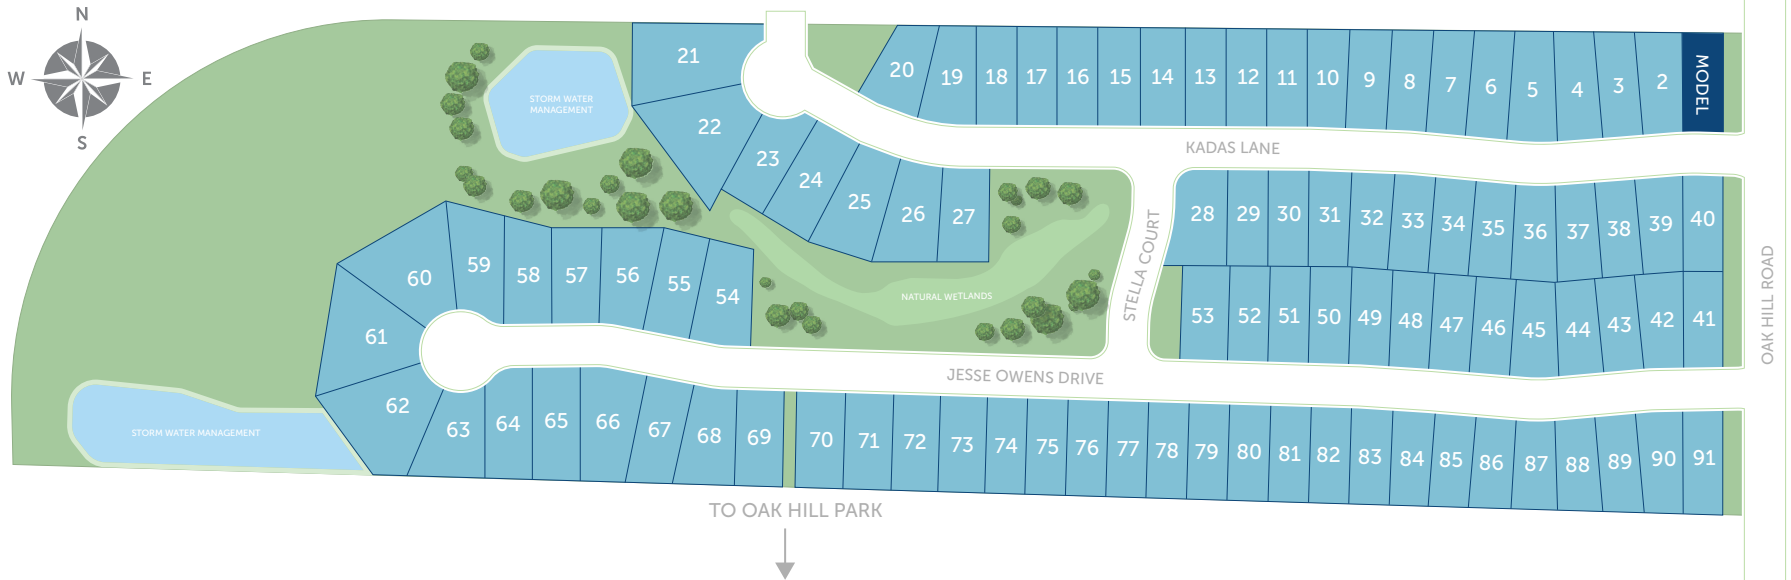 N
W E
S
STORM WATER
MANAGEMENT
21
20 19 18 17 16 15 14 13 12 11 10 9 8 7 6 5 4 3 2 MODEL
22 23 24 25 26 27
KADAS LANE
28 29 30 31 32 33 34 35 36 37 38 39 40
STELLA COURT
OAK HILL ROAD
60 59 58 57 56 55 54
NATURAL WETLANDS
53 52 51 50 49 48 47 46 45 44 43 42 41
61
JESSE OWENS DRIVE
62 63 64 65 66 67 68 69 70 71 72 73 74 75 76 77 78 79 80 81 82 83 84 85 86 87 88 89 90 91
STORM WATER MANAGEMENT
TO OAK HILL PARK